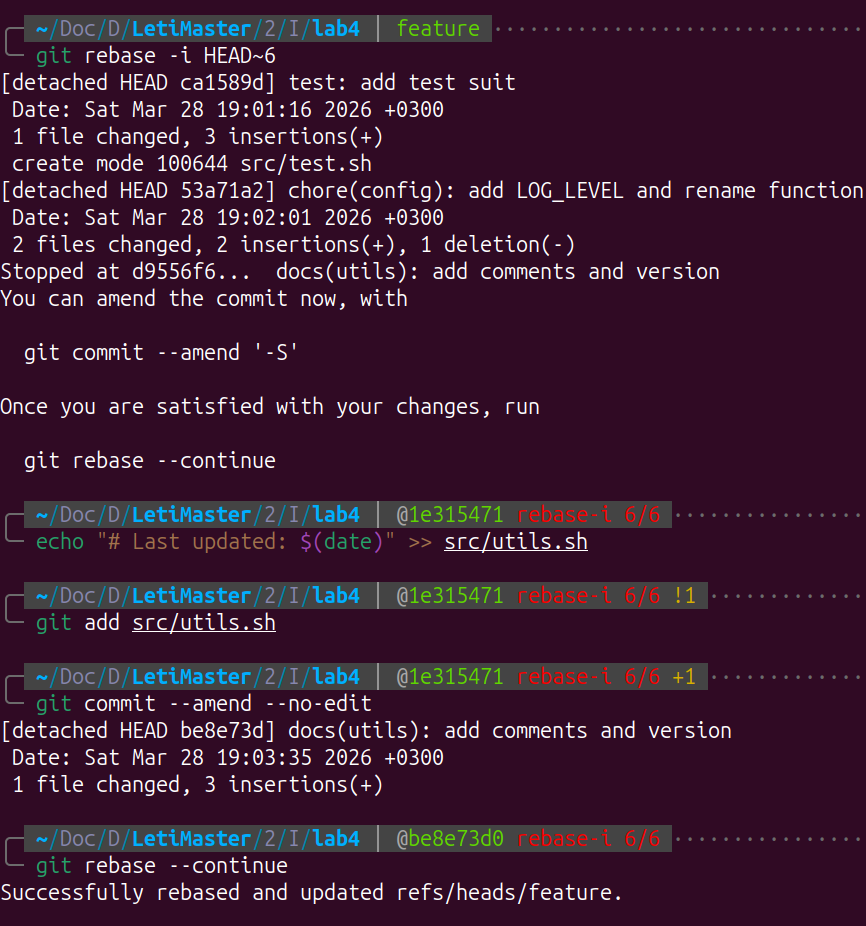 ~/Doc/D/LetiMaster/2/I/lab4 | feature
git rebase -i HEAD~6
[detached HEAD ca1589d] test: add test suit
Date: Sat Mar 28 19:01:16 2026 +0300
1 file changed, 3 insertions(+)
create mode 100644 src/test.sh
[detached HEAD 53a71a2] chore(config): add LOG_LEVEL and rename function
Date: Sat Mar 28 19:02:01 2026 +0300
2 files changed, 2 insertions(+), 1 deletion(-)
Stopped at d9556f6...  docs(utils): add comments and version
You can amend the commit now, with
git commit --amend '-S'
Once you are satisfied with your changes, run
git rebase --continue
~/Doc/D/LetiMaster/2/I/lab4 | @1e315471 rebase-i 6/6
echo "# Last updated: $(date)" >> src/utils.sh
~/Doc/D/LetiMaster/2/I/lab4 | @1e315471 rebase-i 6/6 !1
git add src/utils.sh
~/Doc/D/LetiMaster/2/I/lab4 | @1e315471 rebase-i 6/6 +1
git commit --amend --no-edit
[detached HEAD be8e73d] docs(utils): add comments and version
Date: Sat Mar 28 19:03:35 2026 +0300
1 file changed, 3 insertions(+)
~/Doc/D/LetiMaster/2/I/lab4 | @be8e73d0 rebase-i 6/6
git rebase --continue
Successfully rebased and updated refs/heads/feature.